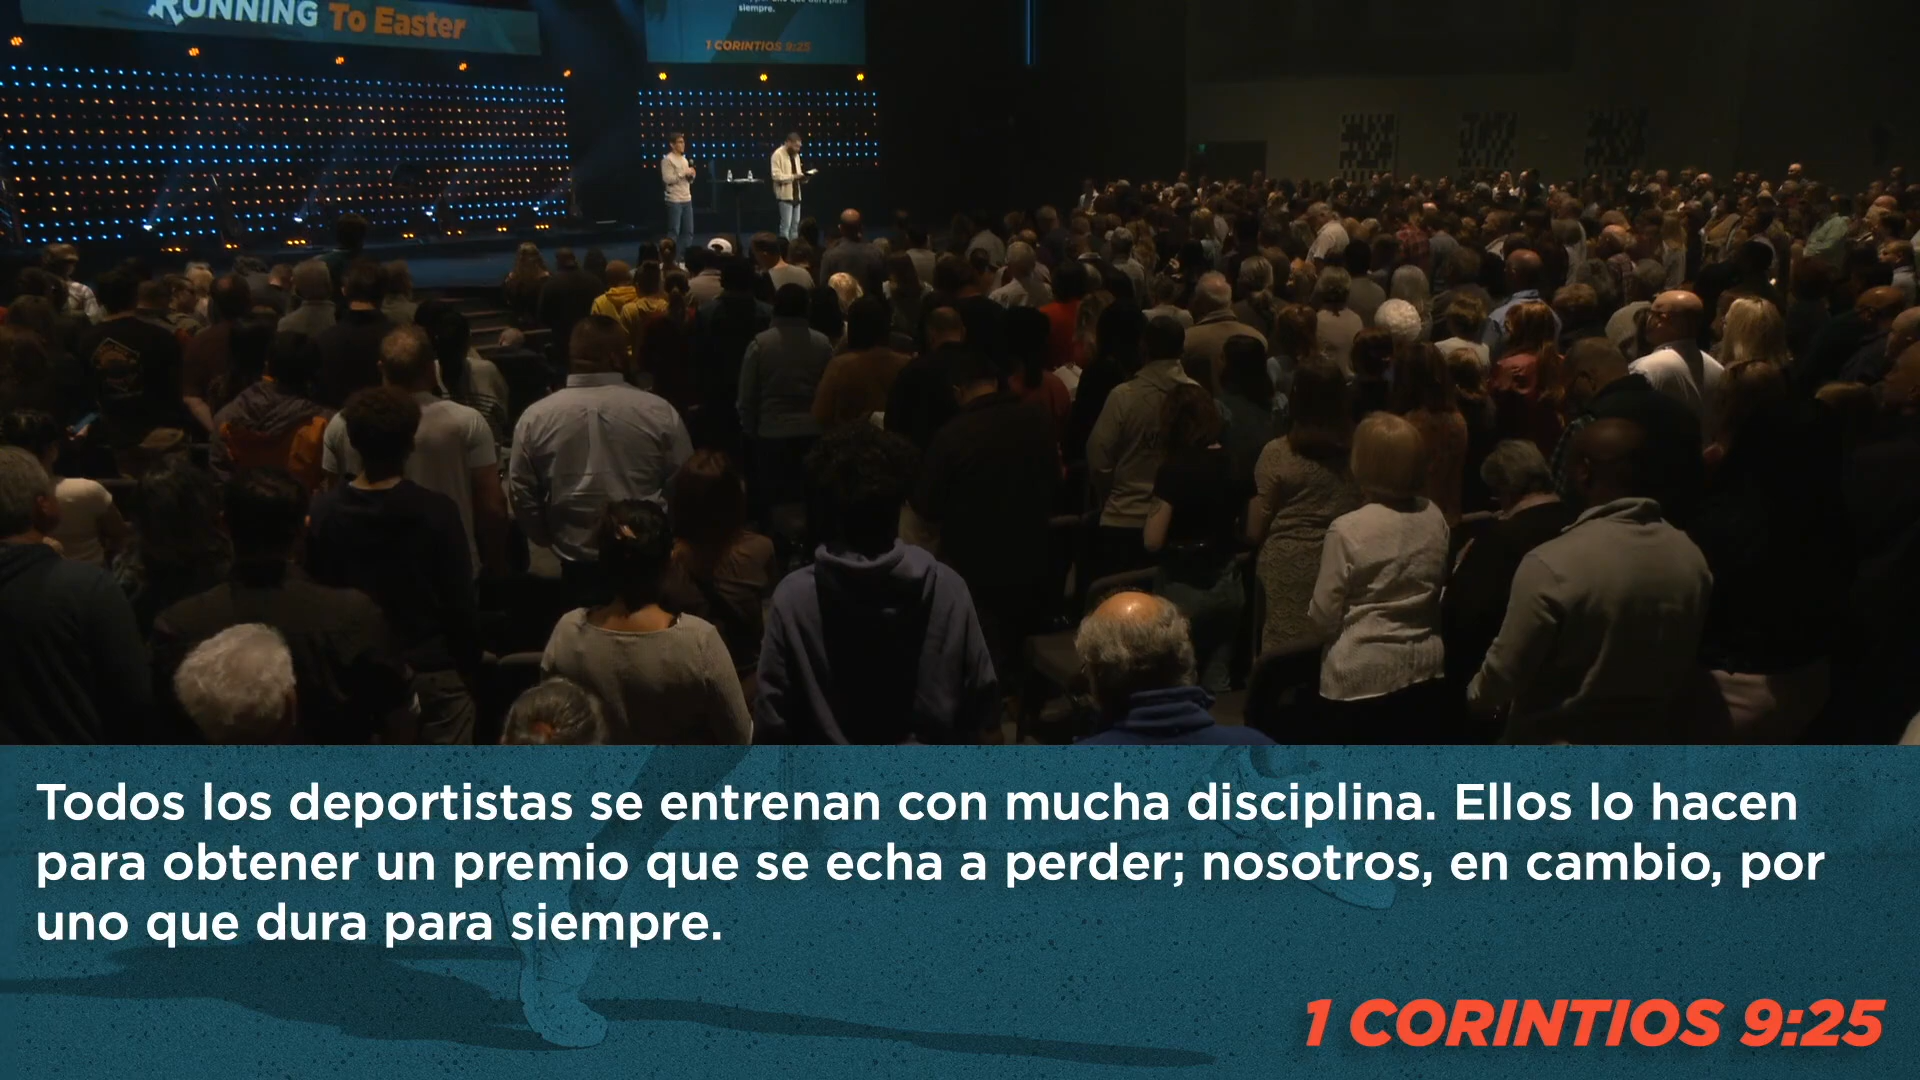 RUNNING To Easter
siempre.
1 CORINTIOS 9:25
Todos los deportistas se entrenan con mucha disciplina. Ellos lo hacen
para obtener un premio que se echa a perder; nosotros, en cambio, por
uno que dura para siempre.
1 CORINTIOS 9:25